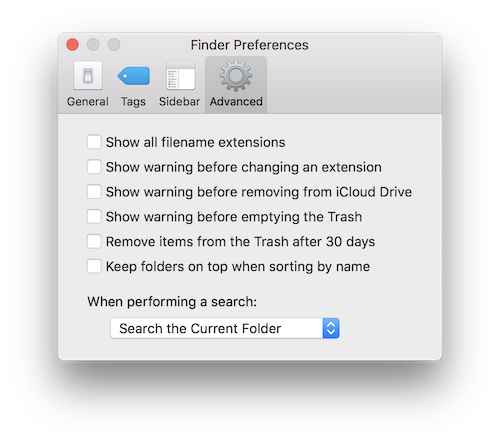 Finder Preferences
General Tags Sidebar Advanced
Show all filename extensions
Show warning before changing an extension
Show warning before removing from iCloud Drive
Show warning before emptying the Trash
Remove items from the Trash after 30 days
Keep folders on top when sorting by name
When performing a search:
Search the Current Folder